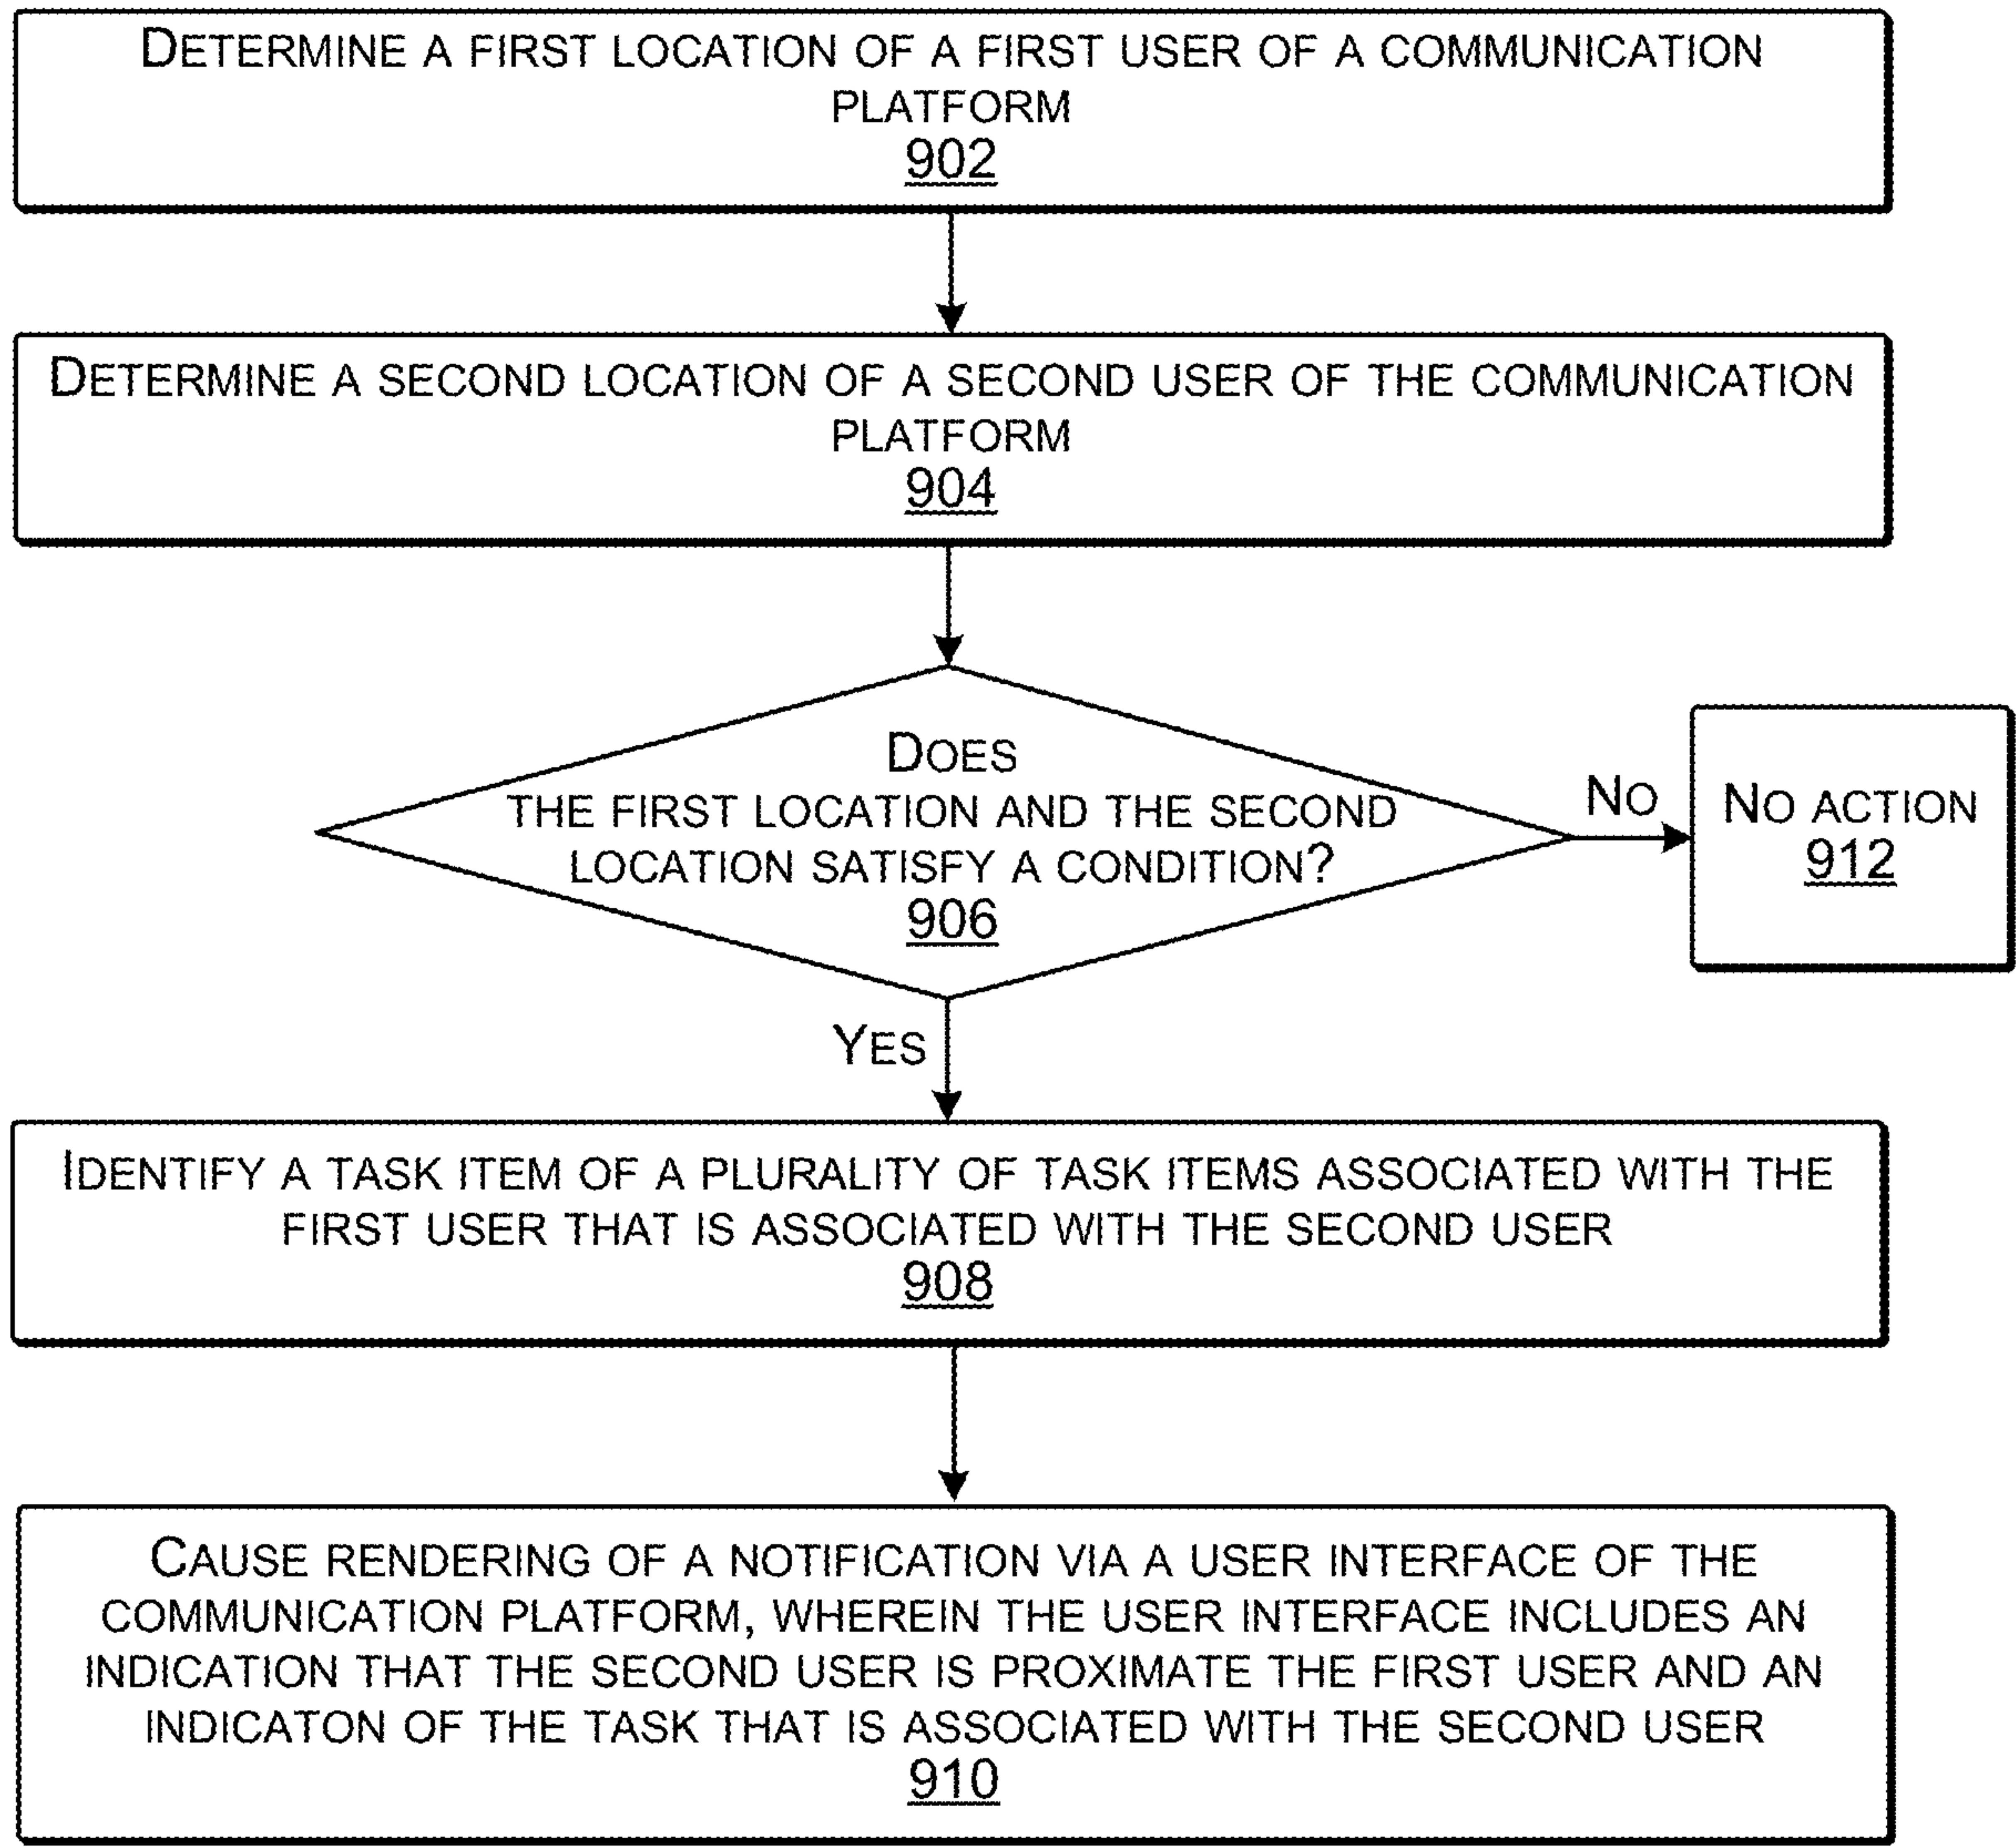 DETERMINE A FIRST LOCATION OF A FIRST USER OF A COMMUNICATION
PLATFORM
902
DETERMINE A SECOND LOCATION OF A SECOND USER OF THE COMMUNICATION
PLATFORM
904
DOES
THE FIRST LOCATION AND THE SECOND
LOCATION SATISFY A CONDITION?
906
NO
NO ACTION
912
YES
IDENTIFY A TASK ITEM OF A PLURALITY OF TASK ITEMS ASSOCIATED WITH THE
FIRST USER THAT IS ASSOCIATED WITH THE SECOND USER
908
CAUSE RENDERING OF A NOTIFICATION VIA A USER INTERFACE OF THE
COMMUNICATION PLATFORM, WHEREIN THE USER INTERFACE INCLUDES AN
INDICATION THAT THE SECOND USER IS PROXIMATE THE FIRST USER AND AN
INDICATON OF THE TASK THAT IS ASSOCIATED WITH THE SECOND USER
910